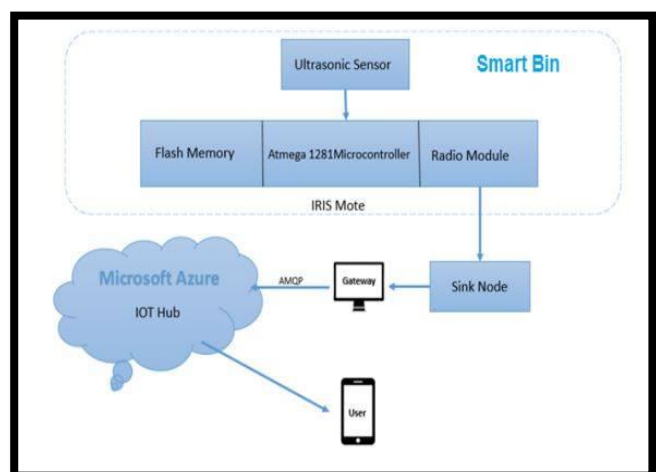 Ultrasonic Sensor
Smart Bin
Flash Memory
Atmega 1281Microcontroller
Radio Module
IRIS Mote
Microsoft Azure
IOT Hub
AMQP
Gateway
Sink Node
User